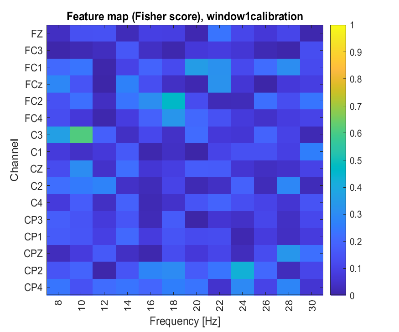 Feature map (Fisher score), window1calibration
FZ
FC3
FC1
FCz
FC2
FC4
C3
C1
CZ
C2
C4
CP3
CP1
CPZ
CP2
CP4
Channel
8 10 12 14 16 18 20 22 24 26 28 30
Frequency [Hz]
1
0.9
0.8
0.7
0.6
0.5
0.4
0.3
0.2
0.1
0